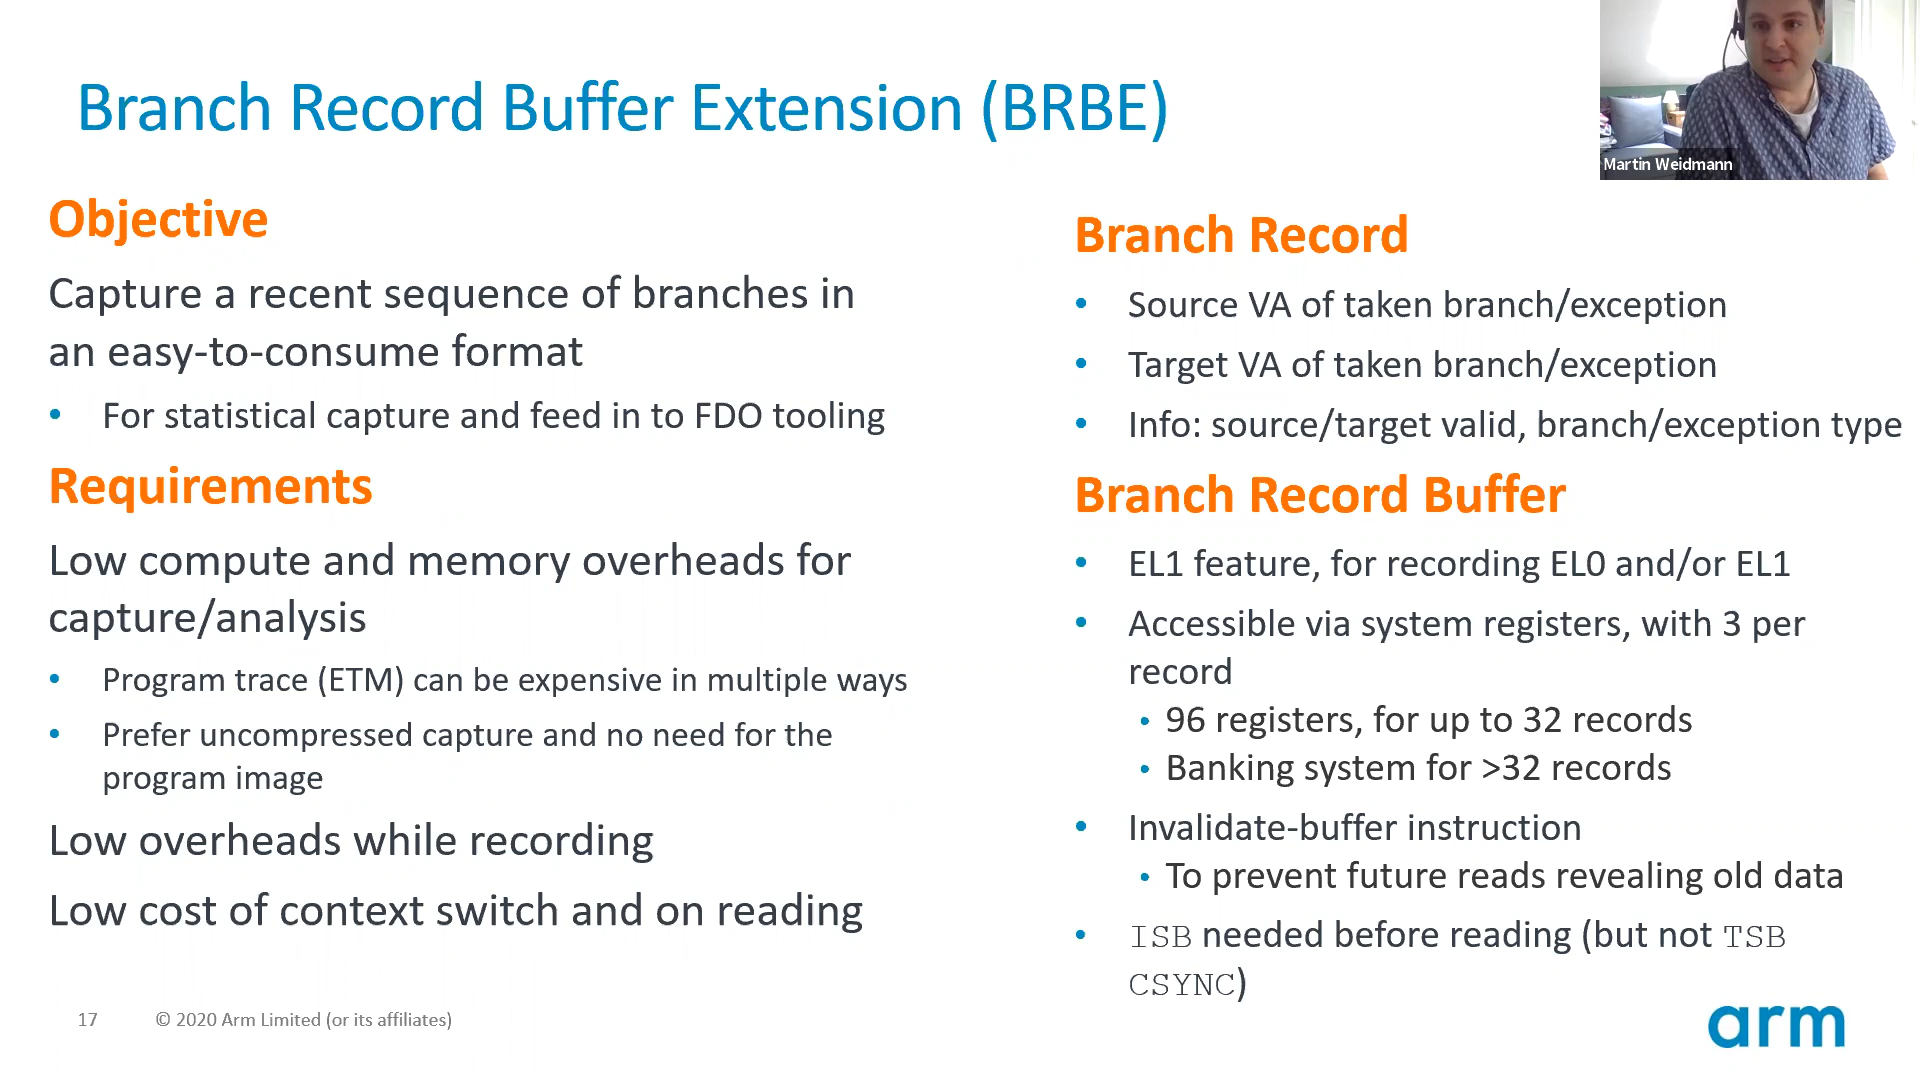 Branch Record Buffer Extension (BRBE)
Martin Weidmann
Objective
Capture a recent sequence of branches in
an easy-to-consume format
• For statistical capture and feed in to FDO tooling
Requirements
Low compute and memory overheads for
capture/analysis
• Program trace (ETM) can be expensive in multiple ways
• Prefer uncompressed capture and no need for the
program image
Low overheads while recording
Low cost of context switch and on reading
Branch Record
• Source VA of taken branch/exception
• Target VA of taken branch/exception
• Info: source/target valid, branch/exception type
Branch Record Buffer
• EL1 feature, for recording EL0 and/or EL1
• Accessible via system registers, with 3 per
record
• 96 registers, for up to 32 records
• Banking system for >32 records
• Invalidate-buffer instruction
• To prevent future reads revealing old data
• ISB needed before reading (but not TSB
CSYNC)
17
© 2020 Arm Limited (or its affiliates)
arm